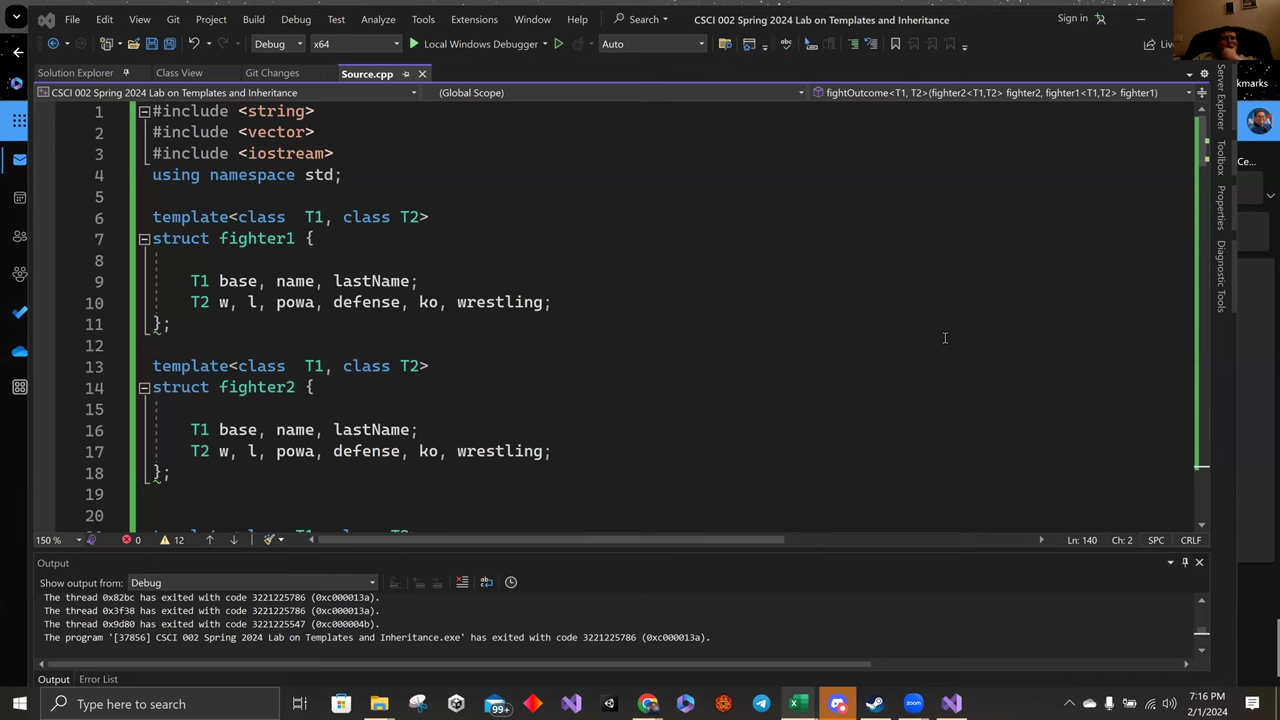 File Edit View Git Project Build Debug Test Analyze Tools Extensions Window Help Search CSCI 002 Spring 2024 Lab on Templates and Inheritance Sign in
Debug x64 Local Windows Debugger Auto Live
Solution Explorer Class View Git Changes Source.cpp
CSCI 002 Spring 2024 Lab on Templates and Inheritance (Global Scope) fightOutcome<T1, T2>(fighter2<T1,T2> fighter2, fighter1<T1,T2> fighter1)
1 #include <string>
2 #include <vector>
3 #include <iostream>
4 using namespace std;
5
6 template<class  T1, class T2>
7 struct fighter1 {
8
9 T1 base, name, lastName;
10 T2 w, l, powa, defense, ko, wrestling;
11 };
12
13 template<class  T1, class T2>
14 struct fighter2 {
15
16 T1 base, name, lastName;
17 T2 w, l, powa, defense, ko, wrestling;
18 };
19
20
Server Explorer
Toolbox
Properties
Diagnostic Tools
Ce...
150 % 0 12 Ln: 140 Ch: 2 SPC CRLF
Output
Show output from: Debug
The thread 0x82bc has exited with code 3221225786 (0xc000013a).
The thread 0x3f38 has exited with code 3221225786 (0xc000013a).
The thread 0x9d80 has exited with code 3221225547 (0xc000004b).
The program '[37856] CSCI 002 Spring 2024 Lab on Templates and Inheritance.exe' has exited with code 3221225786 (0xc000013a).
Output Error List
Type here to search 99+ 7:16 PM
2/1/2024